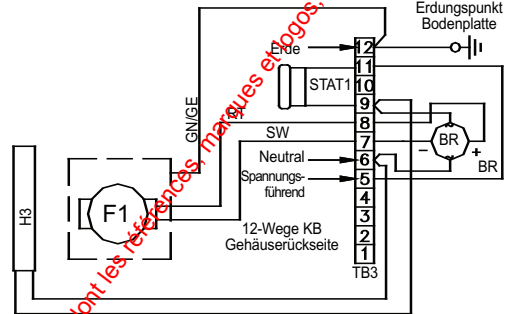 Erdungspunkt
Bodenplatte
Erde
12
11
STAT1
10
9
8
RT
GN/GE
SW
7
BR
− +
BR
Neutral
6
Spannungs-
führend
5
4
3
2
1
12-Wege KB
Gehäuserückseite
TB3
F1
H3
dont les références, marques et logos,